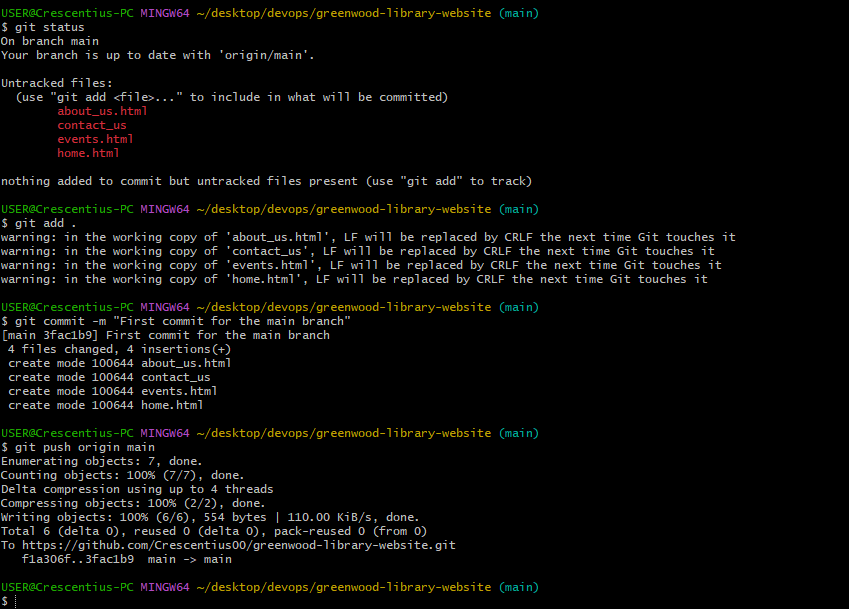 USER@Crescentius-PC MINGW64 ~/desktop/devops/greenwood-library-website (main)
$ git status
On branch main
Your branch is up to date with 'origin/main'.
Untracked files:
(use "git add <file>..." to include in what will be committed)
about_us.html
contact_us
events.html
home.html
nothing added to commit but untracked files present (use "git add" to track)
USER@Crescentius-PC MINGW64 ~/desktop/devops/greenwood-library-website (main)
$ git add .
warning: in the working copy of 'about_us.html', LF will be replaced by CRLF the next time Git touches it
warning: in the working copy of 'contact_us', LF will be replaced by CRLF the next time Git touches it
warning: in the working copy of 'events.html', LF will be replaced by CRLF the next time Git touches it
warning: in the working copy of 'home.html', LF will be replaced by CRLF the next time Git touches it
USER@Crescentius-PC MINGW64 ~/desktop/devops/greenwood-library-website (main)
$ git commit -m "First commit for the main branch"
[main 3fac1b9] First commit for the main branch
4 files changed, 4 insertions(+)
create mode 100644 about_us.html
create mode 100644 contact_us
create mode 100644 events.html
create mode 100644 home.html
USER@Crescentius-PC MINGW64 ~/desktop/devops/greenwood-library-website (main)
$ git push origin main
Enumerating objects: 7, done.
Counting objects: 100% (7/7), done.
Delta compression using up to 4 threads
Compressing objects: 100% (2/2), done.
Writing objects: 100% (6/6), 554 bytes | 110.00 KiB/s, done.
Total 6 (delta 0), reused 0 (delta 0), pack-reused 0 (from 0)
To https://github.com/Crescentius00/greenwood-library-website.git
f1a306f..3fac1b9  main -> main
USER@Crescentius-PC MINGW64 ~/desktop/devops/greenwood-library-website (main)
$